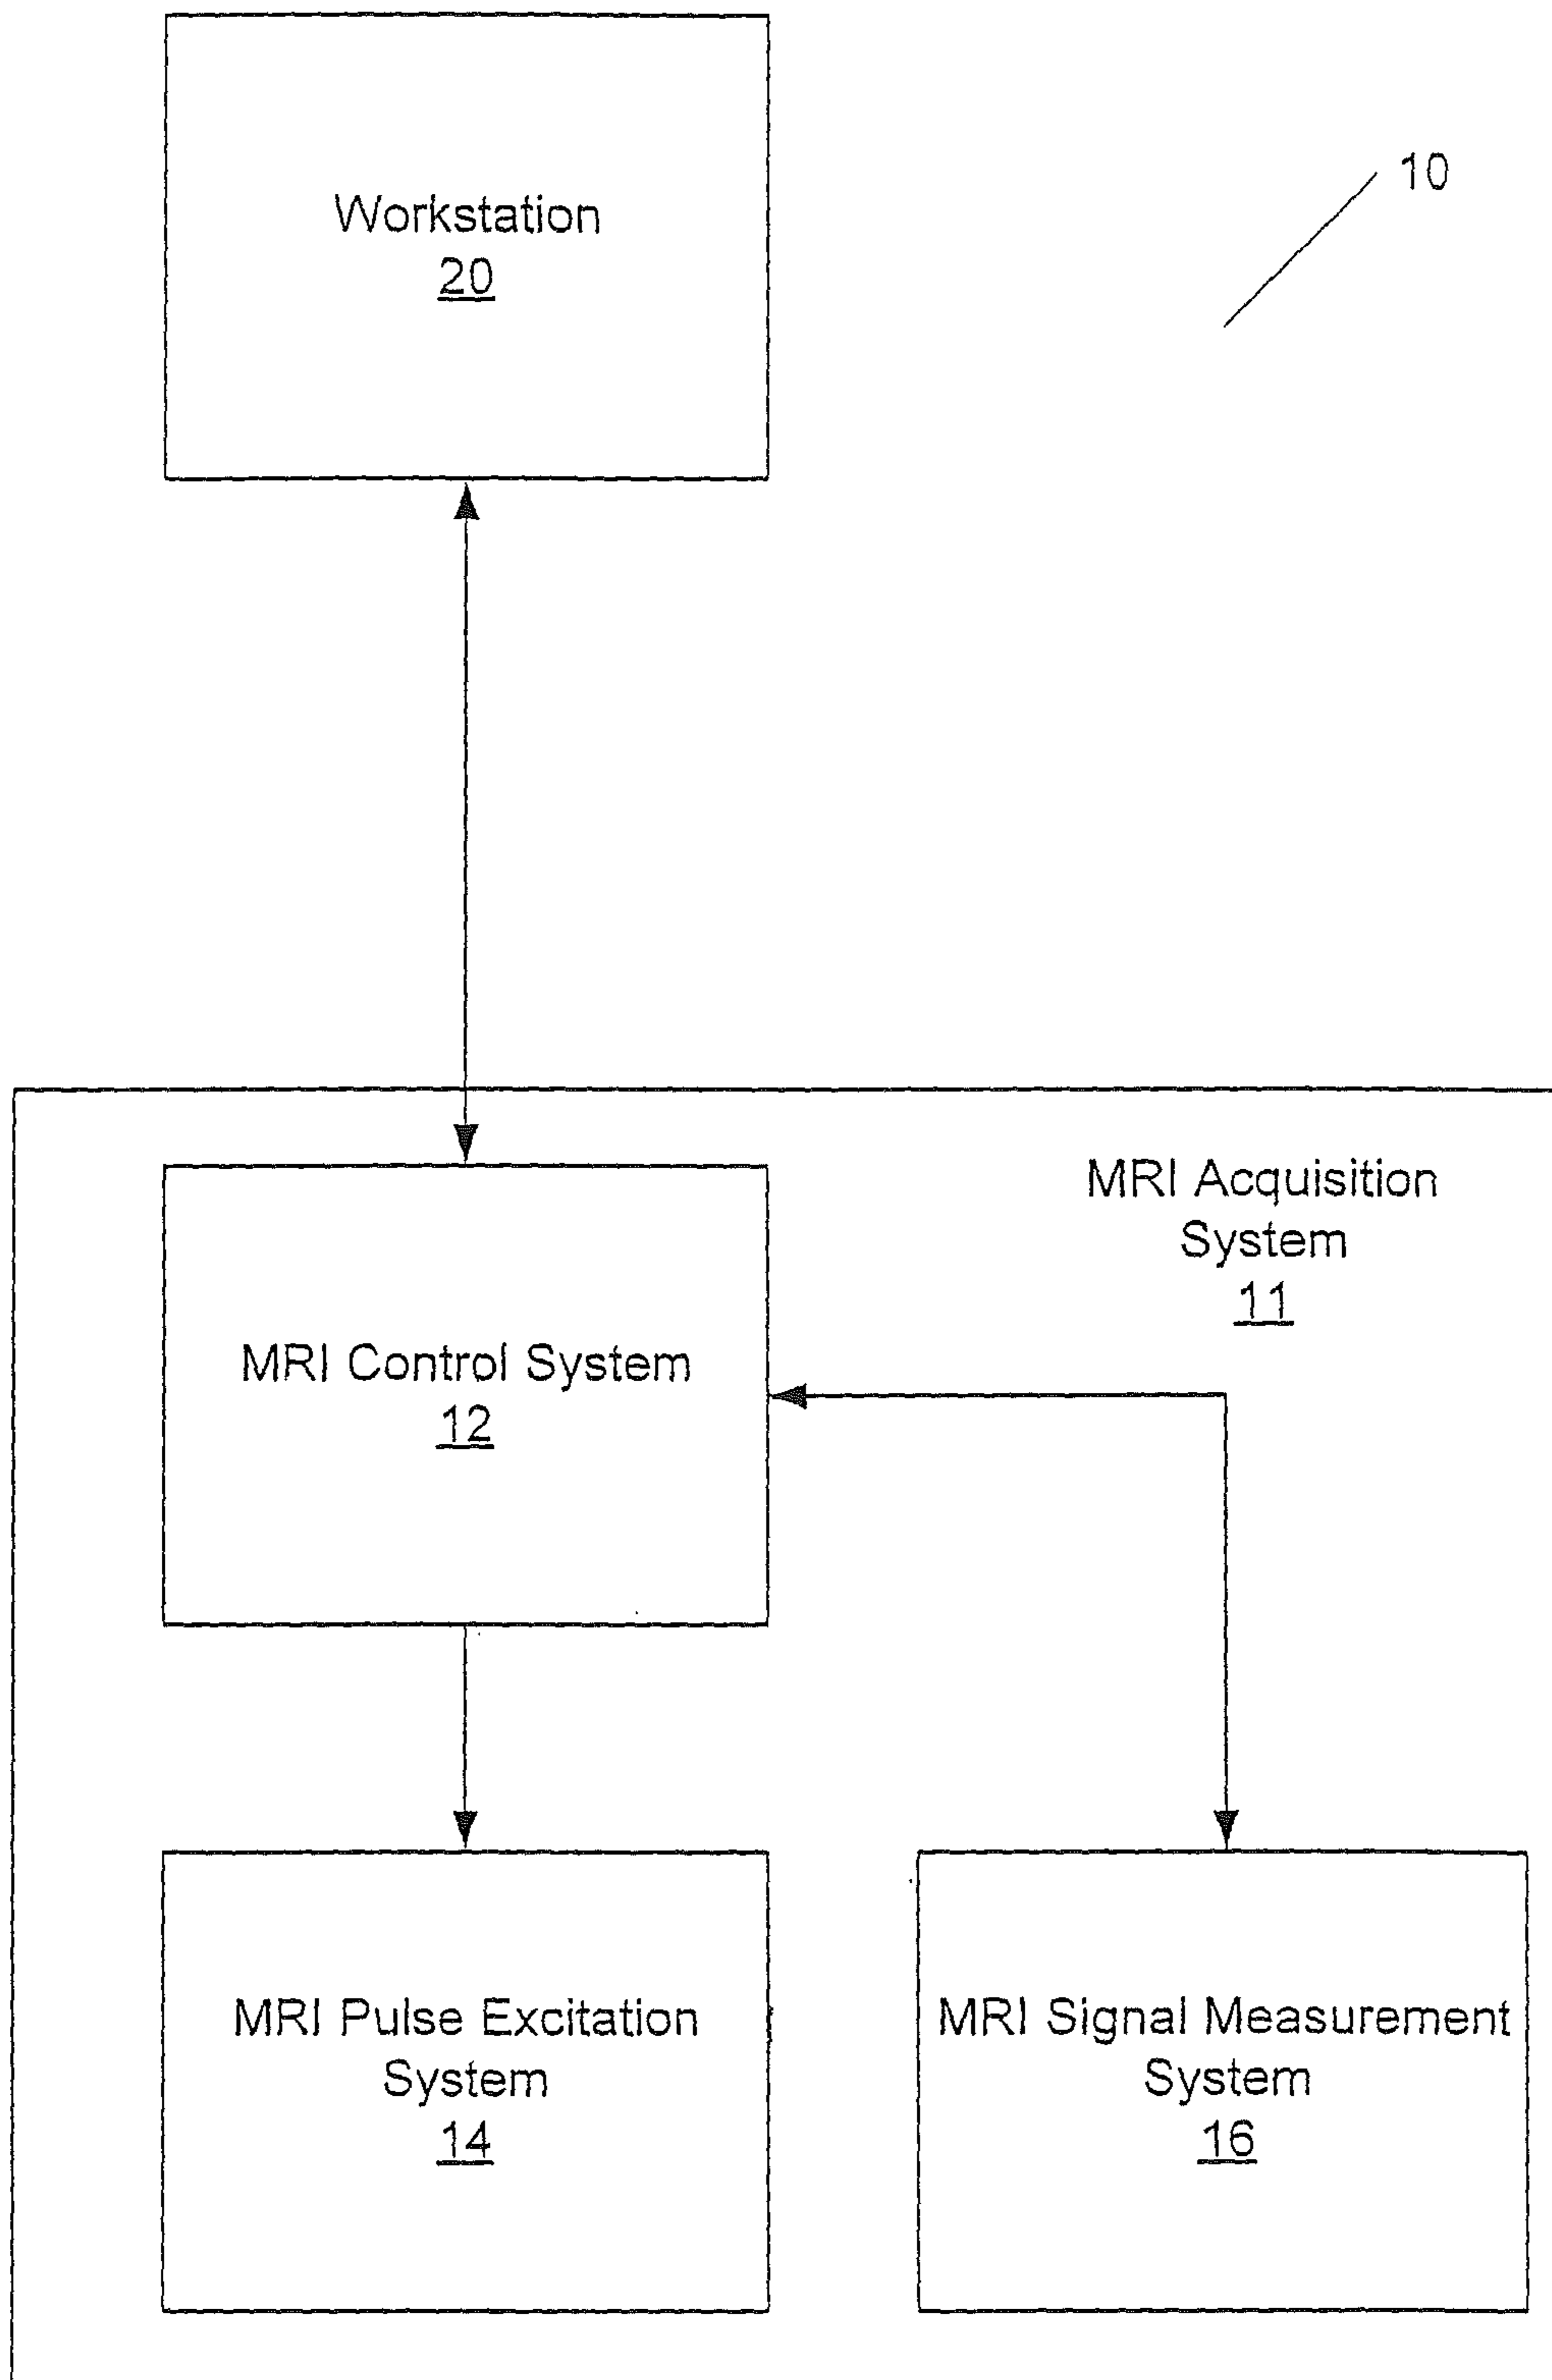 Workstation
20
10
MRI Acquisition
System
11
MRI Control System
12
MRI Pulse Excitation
System
14
MRI Signal Measurement
System
16